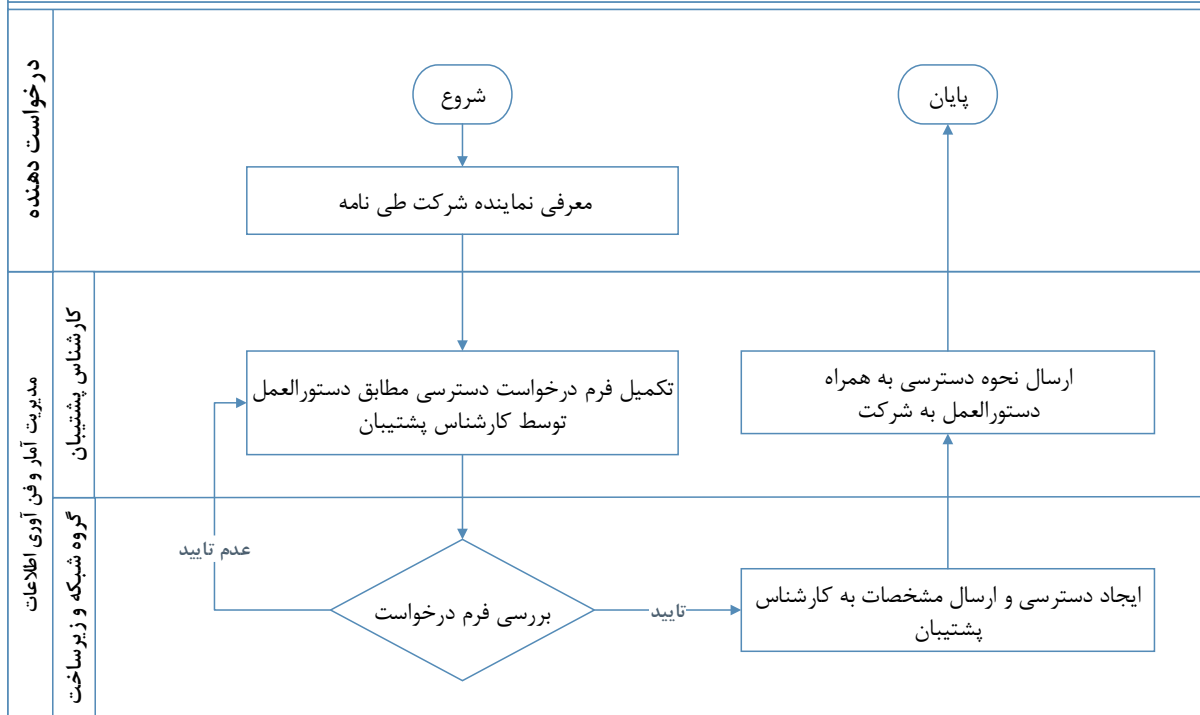 درخواست دهنده
شروع
معرفی نماینده شرکت طی نامه
پایان
مدیریت آمار و فن آوری اطلاعات
کارشناس پشتیبان
تکمیل فرم درخواست دسترسی مطابق دستورالعمل
توسط کارشناس پشتیبان
ارسال نحوه دسترسی به همراه
دستورالعمل به شرکت
گروه شبکه و زیرساخت
بررسی فرم درخواست
عدم تایید
تایید
ایجاد دسترسی و ارسال مشخصات به کارشناس
پشتیبان